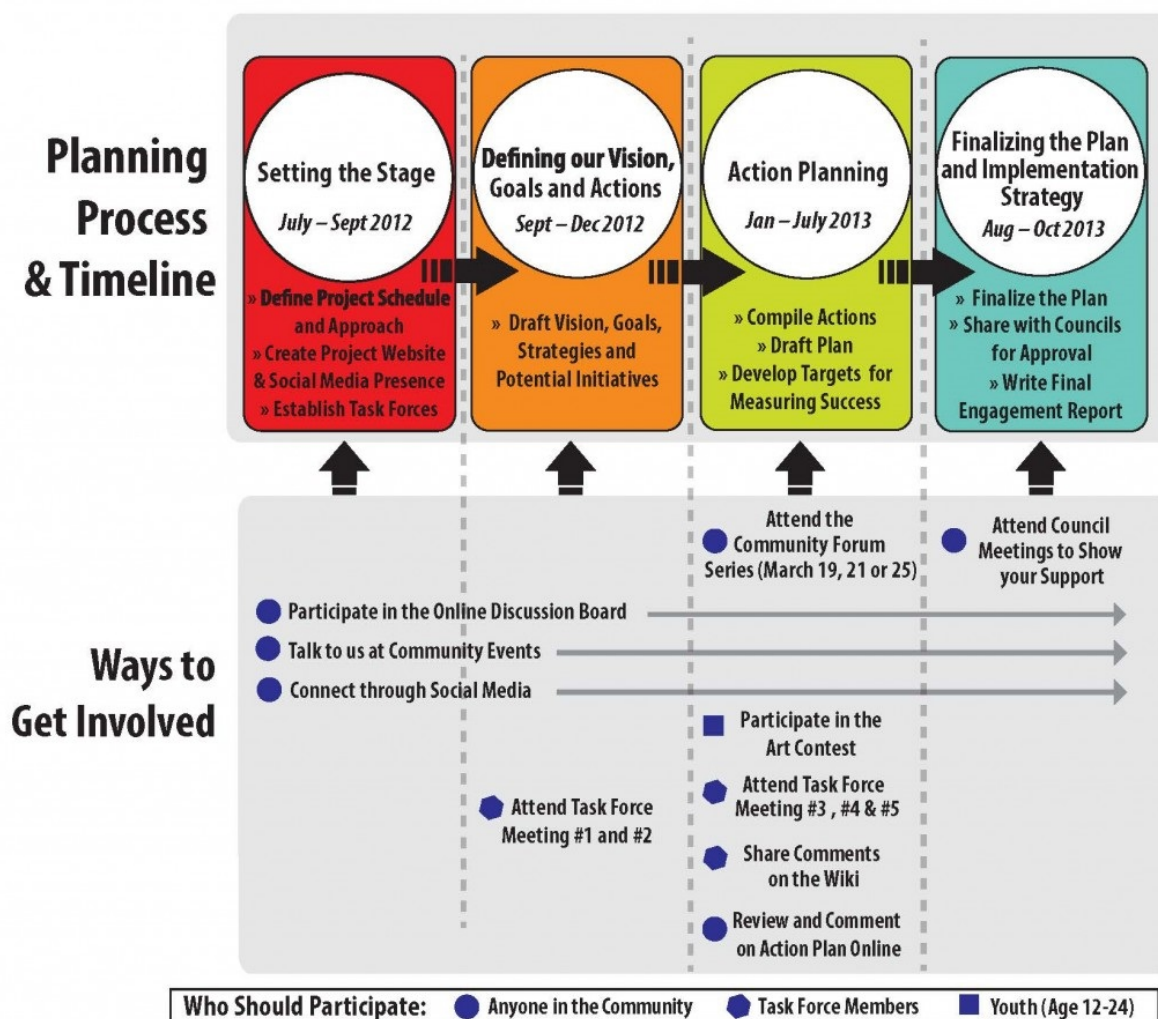 Planning
Process
& Timeline
Setting the Stage
July – Sept 2012
» Define Project Schedule
and Approach
» Create Project Website
& Social Media Presence
» Establish Task Forces
Defining our Vision,
Goals and Actions
Sept – Dec 2012
» Draft Vision, Goals,
Strategies and
Potential Initiatives
Action Planning
Jan – July 2013
» Compile Actions
» Draft Plan
» Develop Targets for
Measuring Success
Finalizing the Plan
and Implementation
Strategy
Aug – Oct 2013
» Finalize the Plan
» Share with Councils
for Approval
» Write Final
Engagement Report
Ways to
Get Involved
Attend the
Community Forum
Series (March 19, 21 or 25)
Attend Council
Meetings to Show
your Support
Participate in the Online Discussion Board
Talk to us at Community Events
Connect through Social Media
Participate in the
Art Contest
Attend Task Force
Meeting #1 and #2
Attend Task Force
Meeting #3 , #4 & #5
Share Comments
on the Wiki
Review and Comment
on Action Plan Online
Who Should Participate: Anyone in the Community Task Force Members Youth (Age 12-24)